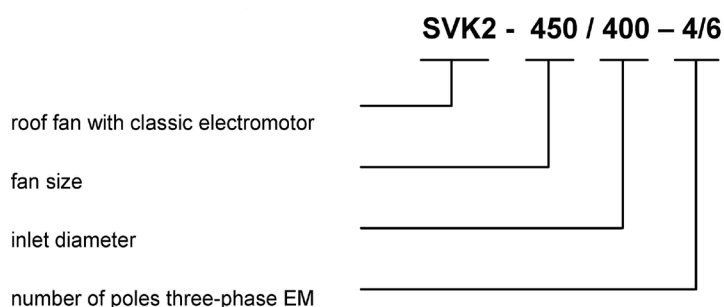 SVK2 - 450 / 400 – 4/6
roof fan with classic electromotor
fan size
inlet diameter
number of poles three-phase EM